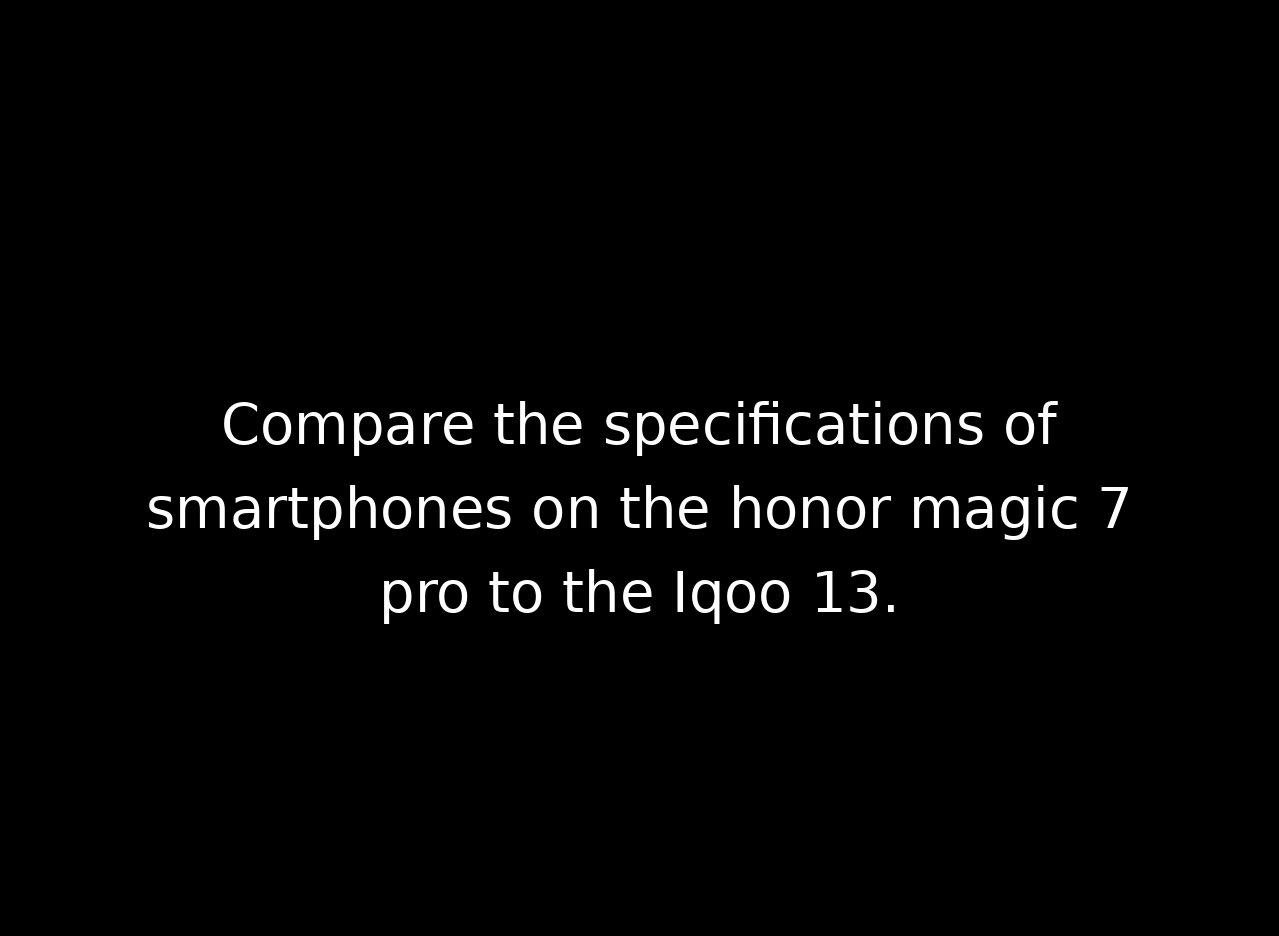 Compare the specifications of
smartphones on the honor magic 7
pro to the Iqoo 13.